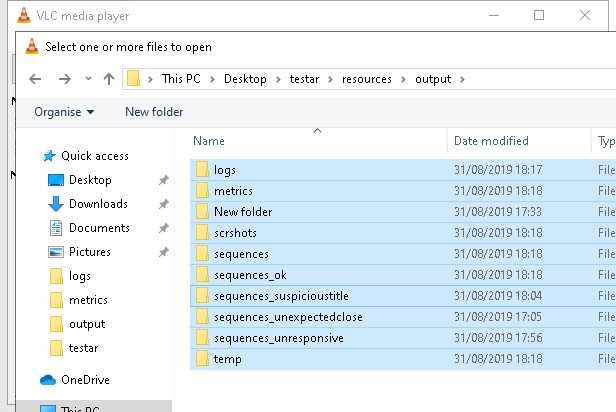 VLC media player
Select one or more files to open
This PC > Desktop > testar > resources > output >
Organise New folder
Name Date modified Typ
Quick access
Desktop
Downloads
Documents
Pictures
logs
metrics
output
testar
OneDrive
This PC
logs 31/08/2019 18:17 File
metrics 31/08/2019 18:18 File
New folder 31/08/2019 17:33 File
scrshots 31/08/2019 18:18 File
sequences 31/08/2019 18:18 File
sequences_ok 31/08/2019 18:18 File
sequences_suspicioustitle 31/08/2019 18:04 File
sequences_unexpectedclose 31/08/2019 17:05 File
sequences_unresponsive 31/08/2019 17:56 File
temp 31/08/2019 18:18 File